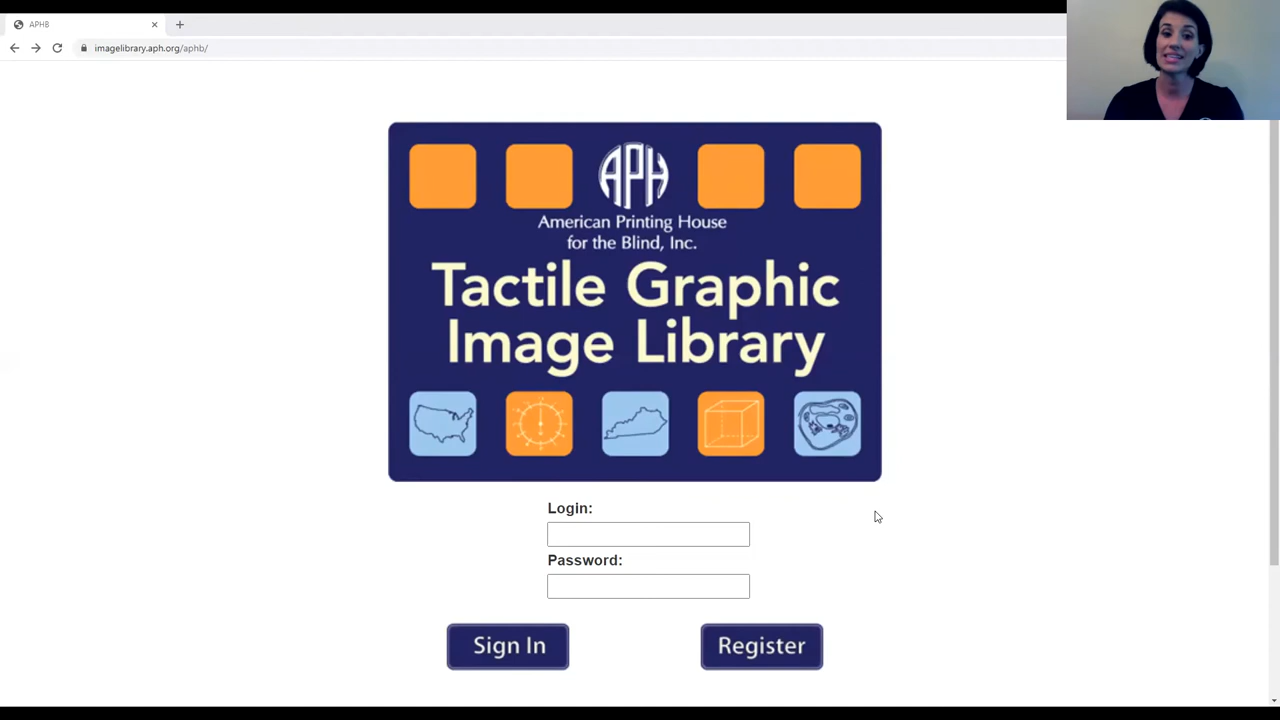 APHB
imagelibrary.aph.org/aphb/
APH
American Printing House
for the Blind, Inc.
Tactile Graphic
Image Library
Login:
Password:
Sign In
Register